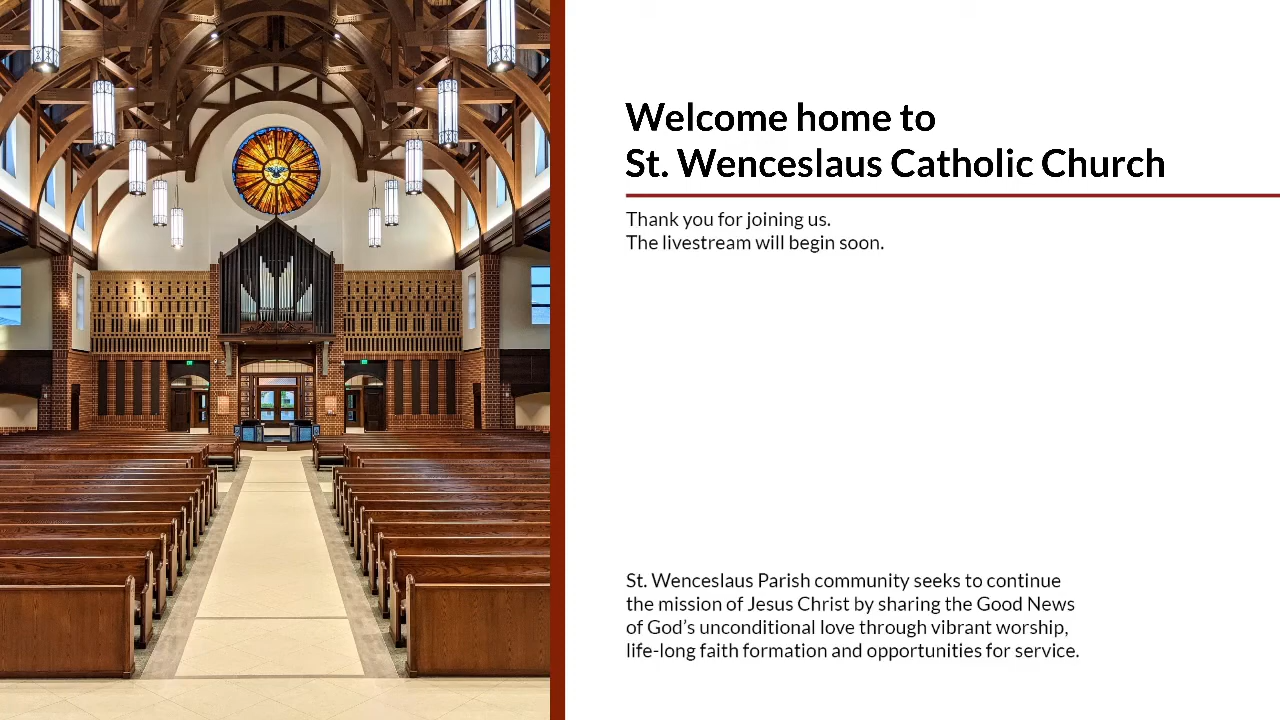 Welcome home to
St. Wenceslaus Catholic Church
Thank you for joining us.
The livestream will begin soon.
St. Wenceslaus Parish community seeks to continue
the mission of Jesus Christ by sharing the Good News
of God’s unconditional love through vibrant worship,
life-long faith formation and opportunities for service.